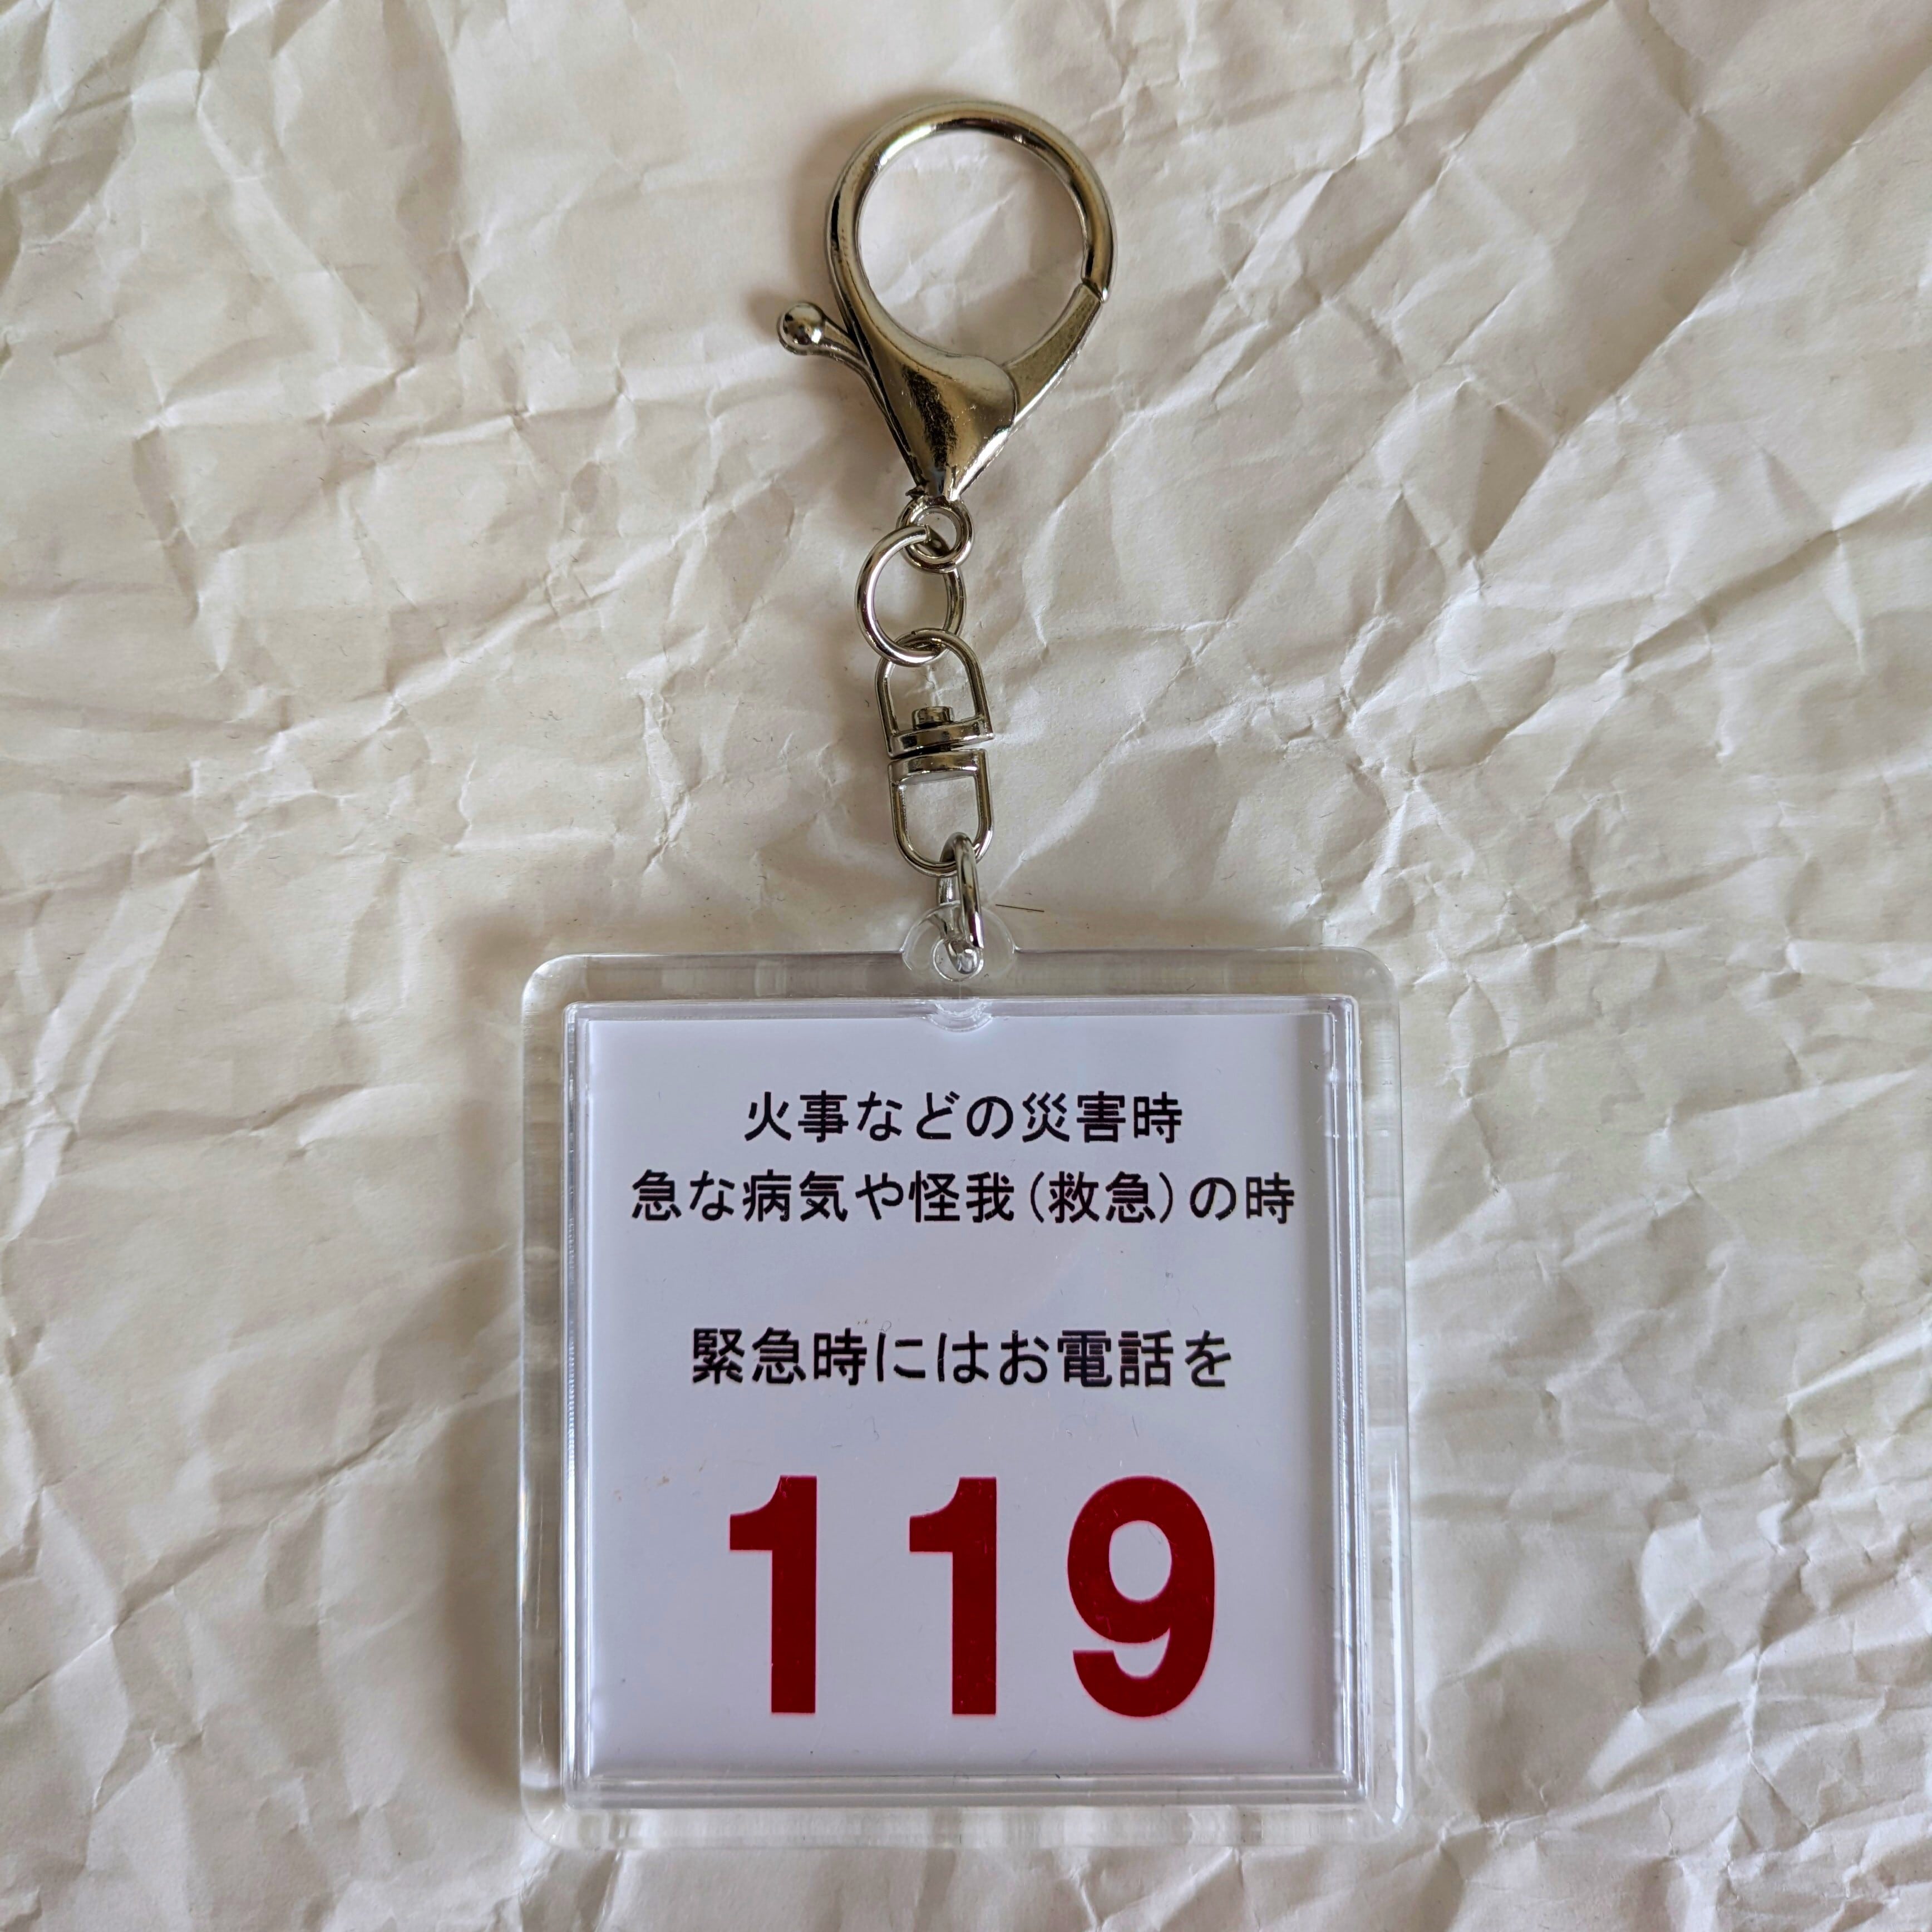 火事などの災害時
急な病気や怪我(救急)の時
緊急時にはお電話を
119